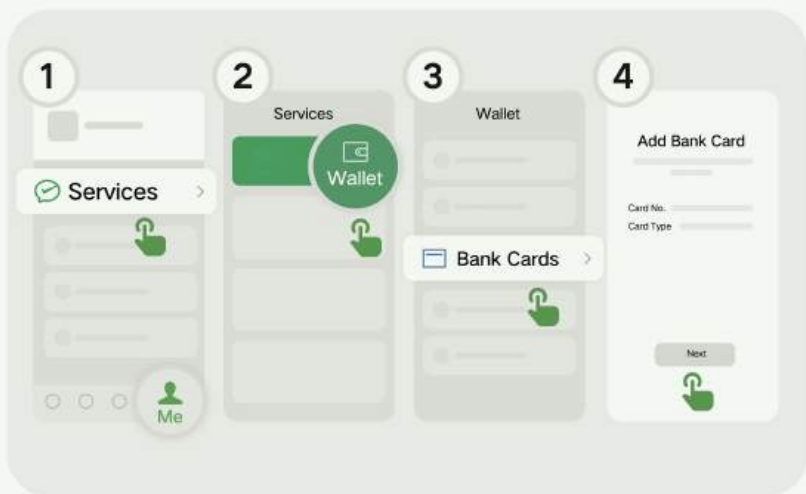 1
Services
Me
2
Services
Wallet
3
Wallet
Bank Cards
4
Add Bank Card
Card No.
Card Type
Next